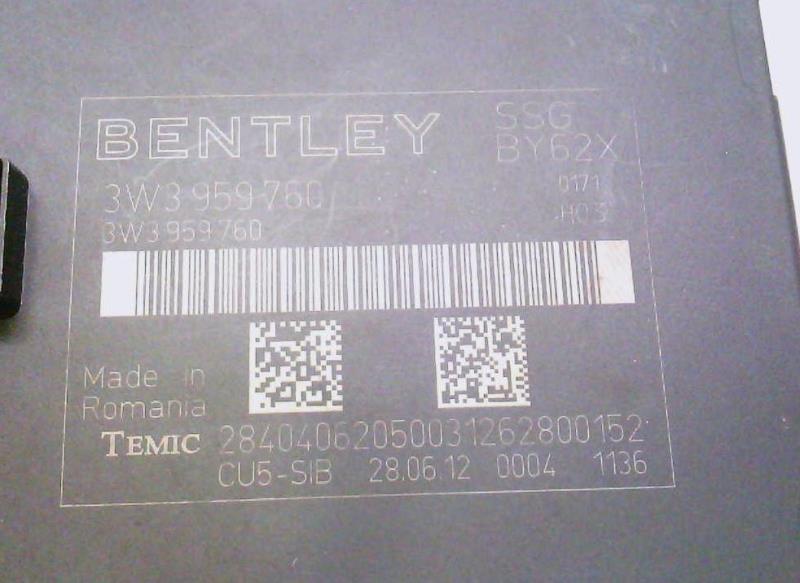 BENTLEY
SSG
BY62X
3W3 959 760
0171
H03
3W3 959 760
Made in
Romania
TEMIC 2840406205003126280015​2
CU5-SIB 28.06.12 0004 1136